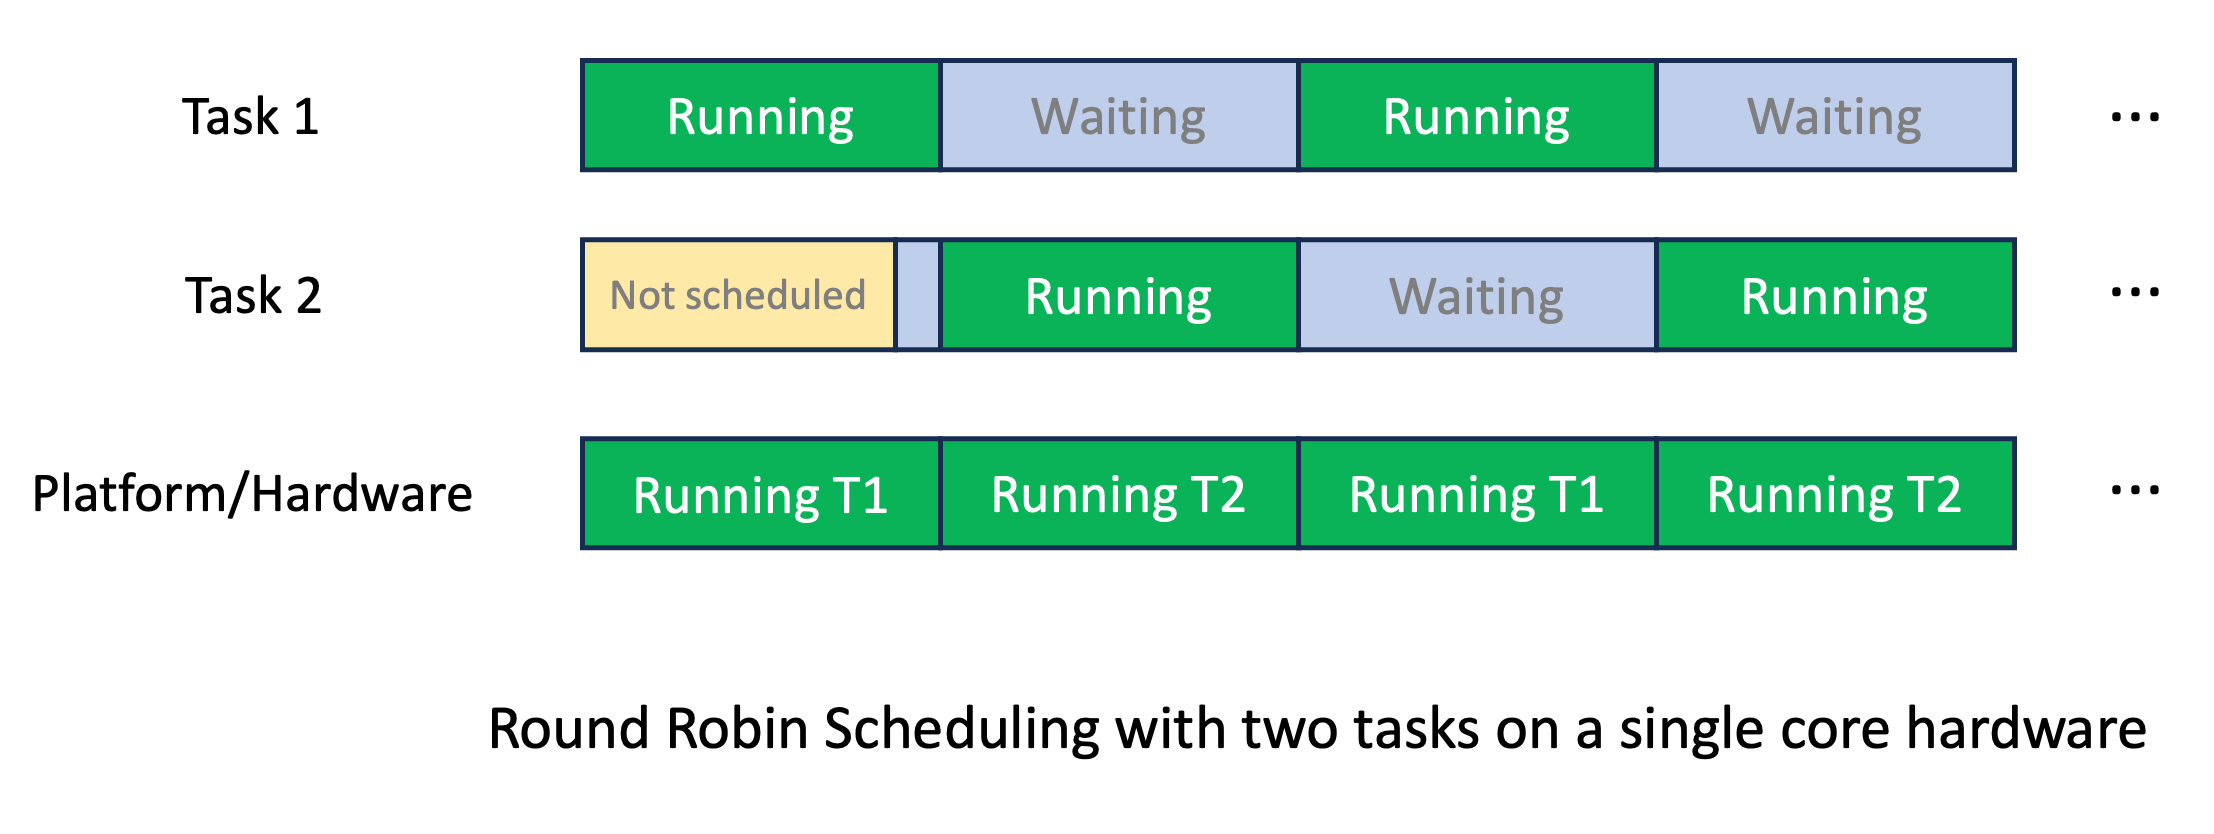 Task 1 Running Waiting Running Waiting ...
Task 2 Not scheduled Running Waiting Running ...
Platform/Hardware Running T1 Running T2 Running T1 Running T2 ...
Round Robin Scheduling with two tasks on a single core hardware